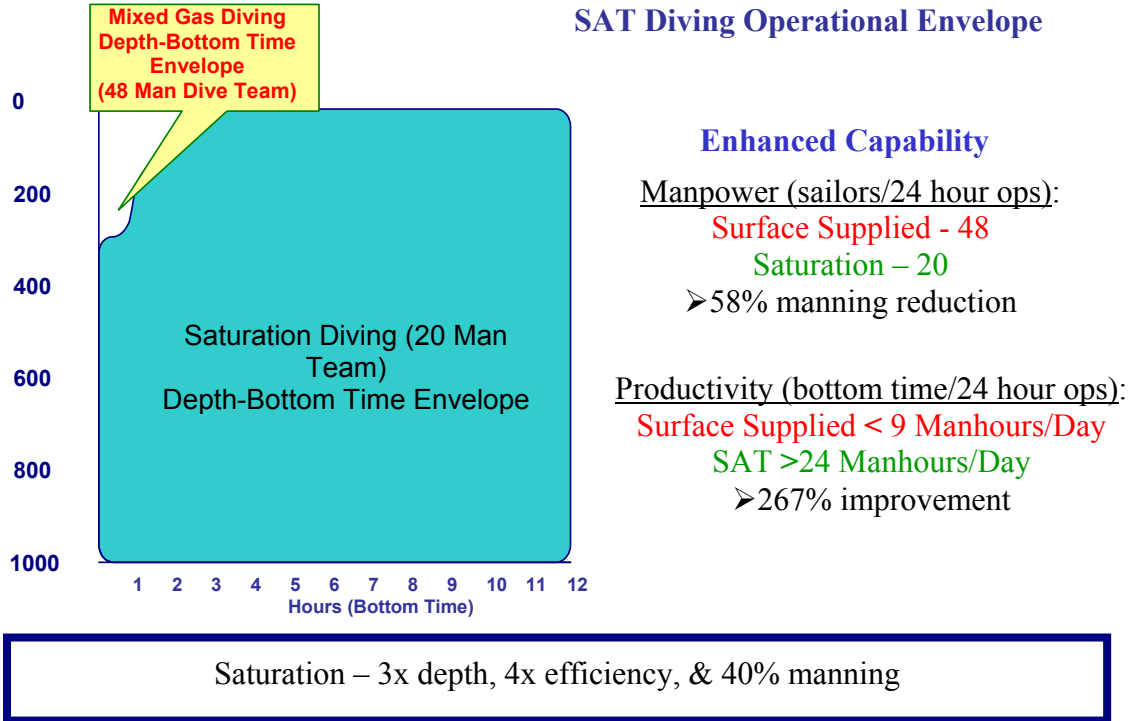 Mixed Gas Diving
Depth-Bottom Time
Envelope
(48 Man Dive Team)
SAT Diving Operational Envelope
0
200
400
600
800
1000
Saturation Diving (20 Man
Team)
Depth-Bottom Time Envelope
1 2 3 4 5 6 7 8 9 10 11 12
Hours (Bottom Time)
Enhanced Capability
Manpower (sailors/24 hour ops):
Surface Supplied - 48
Saturation – 20
➢58% manning reduction
Productivity (bottom time/24 hour ops):
Surface Supplied < 9 Manhours/Day
SAT >24 Manhours/Day
➢267% improvement
Saturation – 3x depth, 4x efficiency, & 40% manning